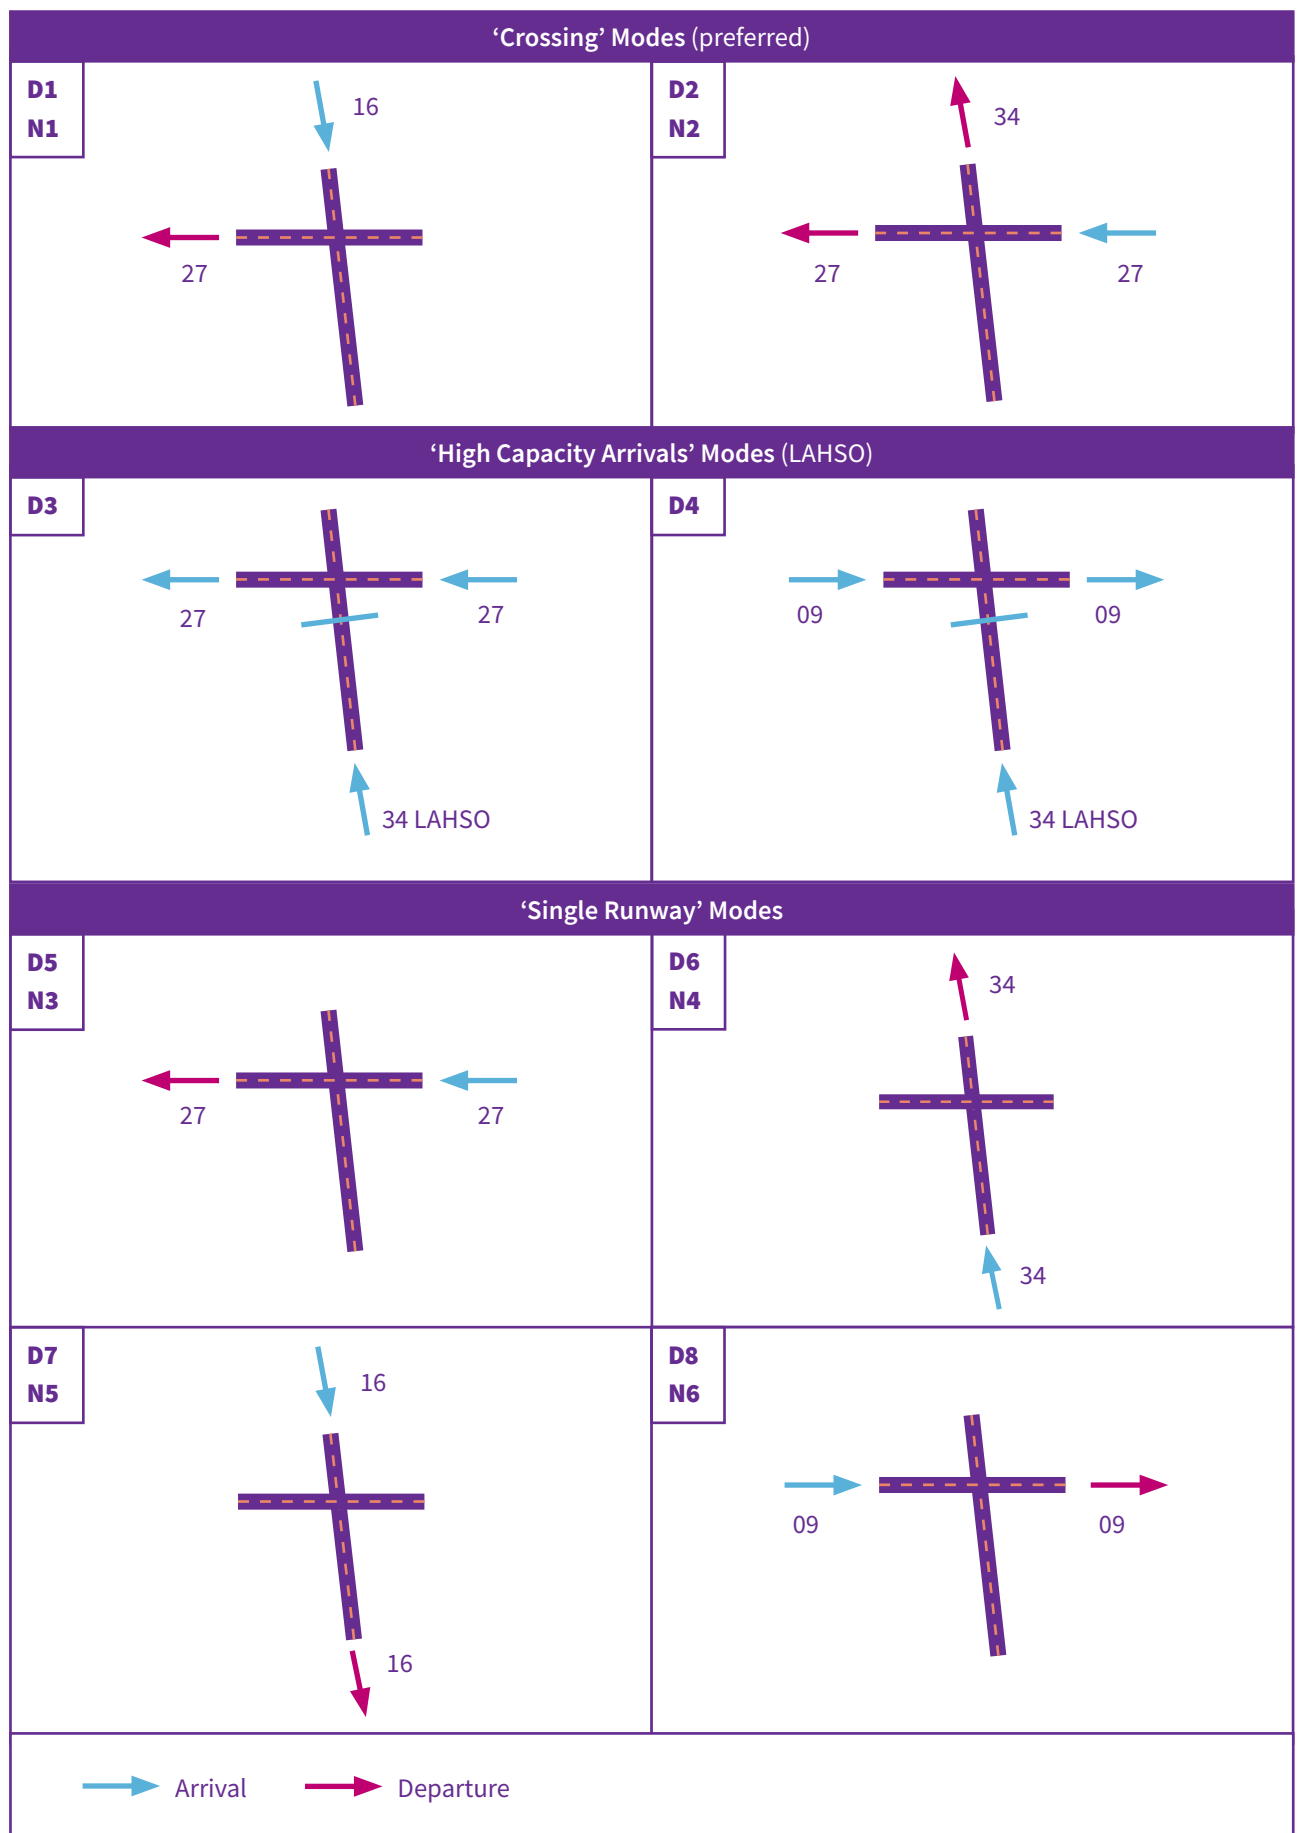 ‘Crossing’ Modes (preferred)
D1
N1
16
27
D2
N2
34
27
27
‘High Capacity Arrivals’ Modes (LAHSO)
D3
27
27
34 LAHSO
D4
09
09
34 LAHSO
‘Single Runway’ Modes
D5
N3
27
27
D6
N4
34
34
D7
N5
16
16
D8
N6
09
09
Arrival
Departure